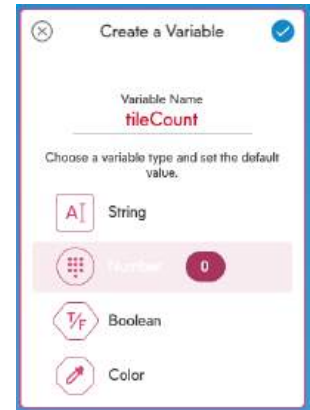 Create a Variable
Variable Name
tileCount
Choose a variable type and set the default
value.
A String
Number 0
T/F Boolean
Color